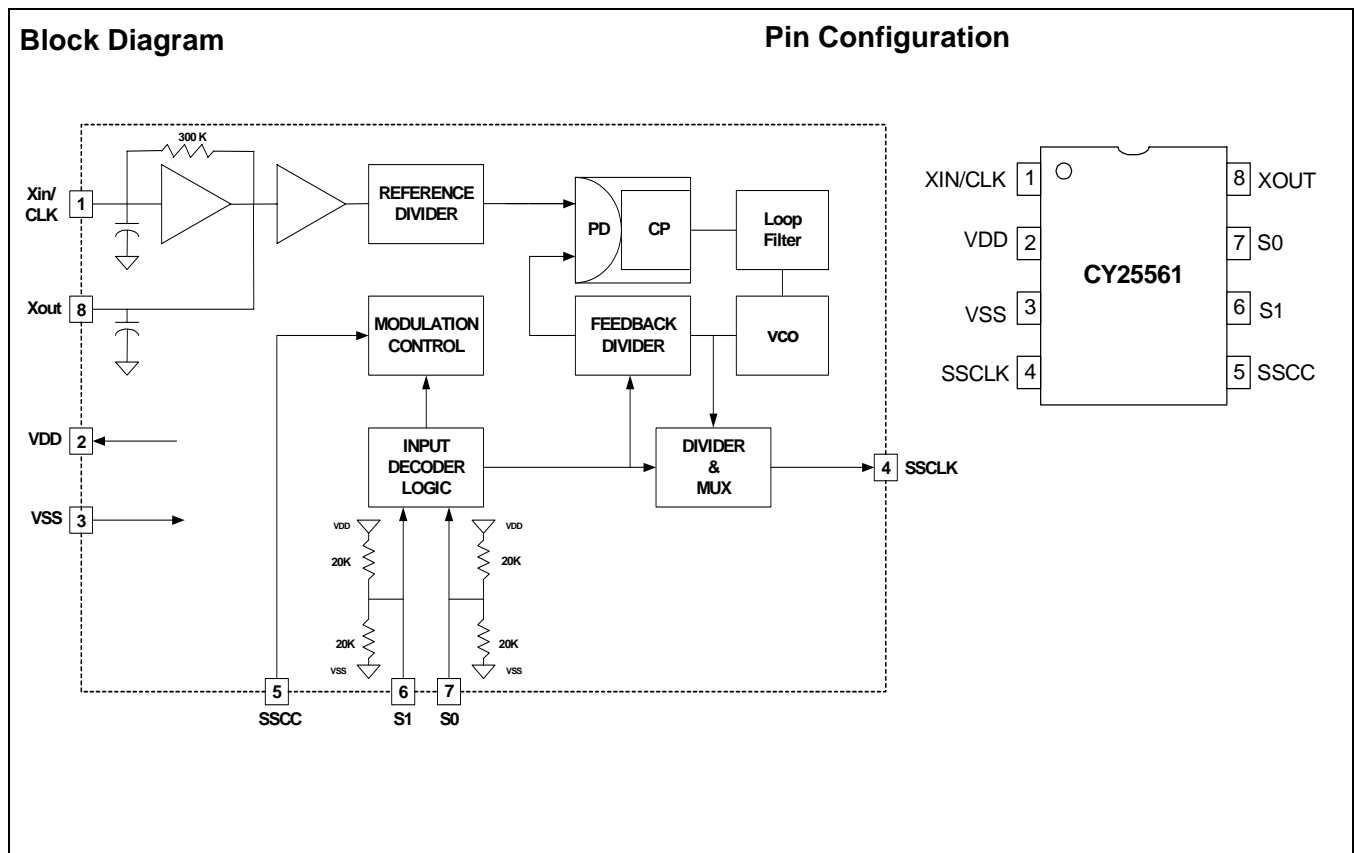 Block Diagram
Pin Configuration
300 K
Xin/
CLK
1
REFERENCE
DIVIDER
PD
CP
Loop
Filter
Xout
8
MODULATION
CONTROL
FEEDBACK
DIVIDER
VCO
VDD
2
INPUT
DECODER
LOGIC
DIVIDER
&
MUX
4
SSCLK
VSS
3
VDD
VDD
20K
20K
20K
20K
VSS
VSS
5
6
7
SSCC
S1
S0
XIN/CLK
1
8
XOUT
VDD
2
7
S0
CY25561
VSS
3
6
S1
SSCLK
4
5
SSCC